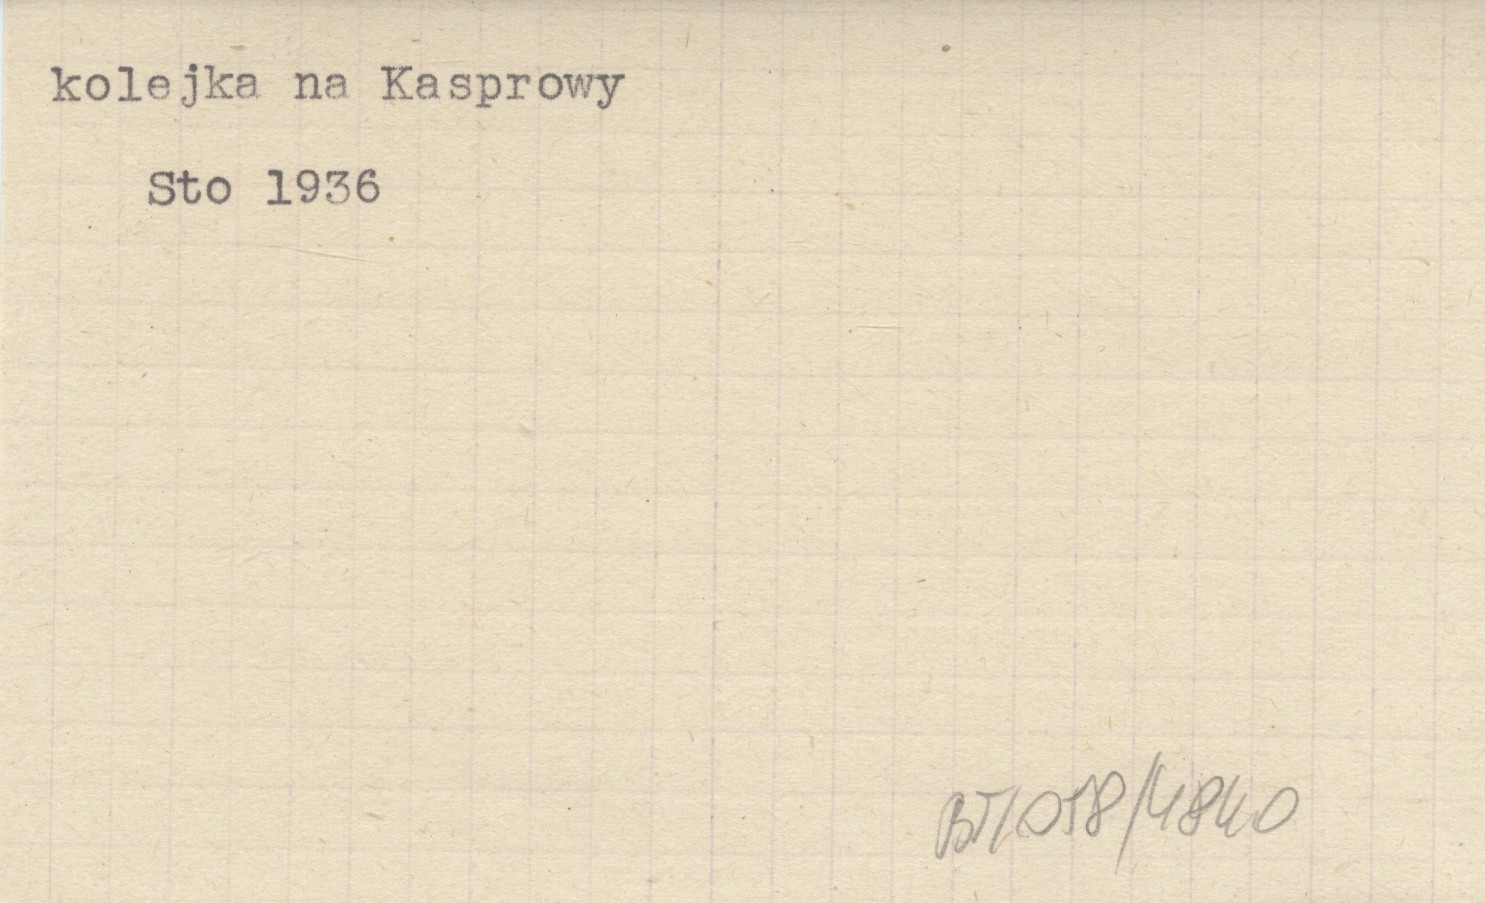 kolejka na Kasprowy
Sto 1936
BT/018/4840